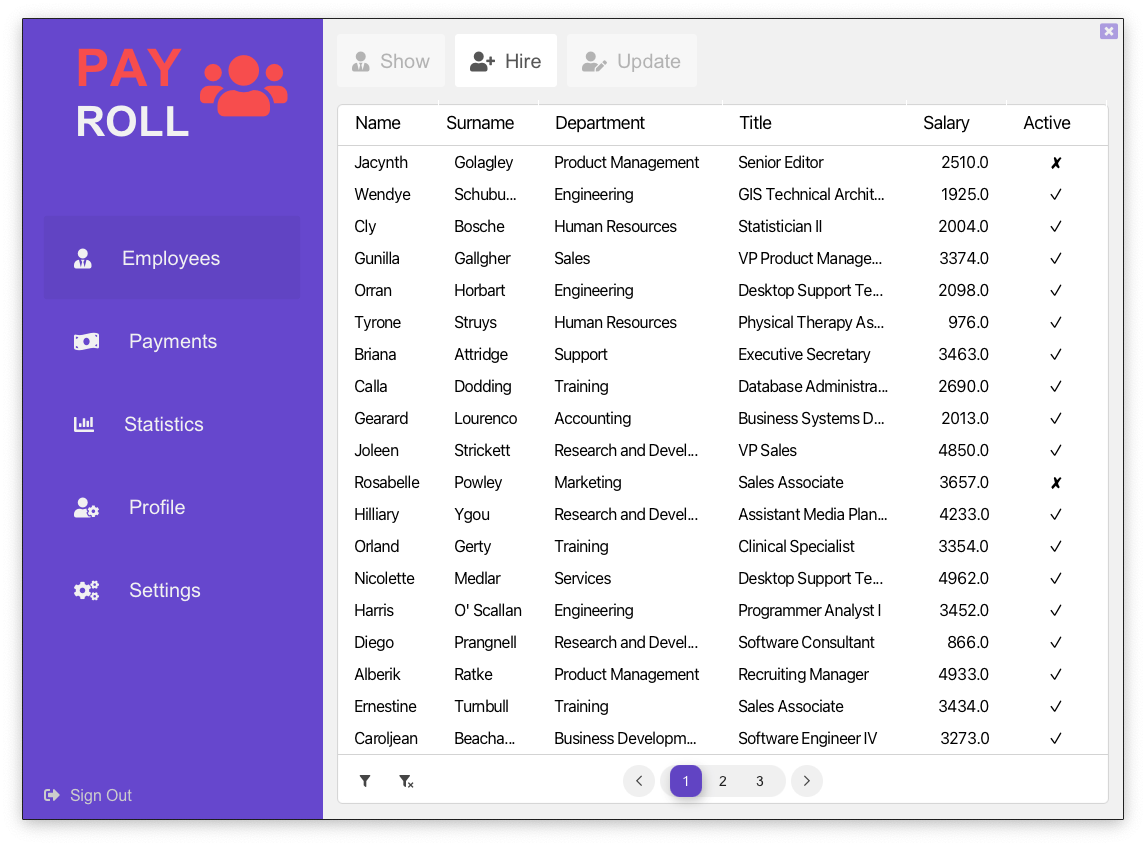 PAY
ROLL
Employees
Payments
Statistics
Profile
Settings
Sign Out
Show Hire Update
Name Surname Department Title Salary Active
Jacynth Golagley Product Management Senior Editor 2510.0 ✘
Wendye Schubu... Engineering GIS Technical Archit... 1925.0 ✓
Cly Bosche Human Resources Statistician II 2004.0 ✓
Gunilla Gallgher Sales VP Product Manage... 3374.0 ✓
Orran Horbart Engineering Desktop Support Te... 2098.0 ✓
Tyrone Struys Human Resources Physical Therapy As... 976.0 ✓
Briana Attridge Support Executive Secretary 3463.0 ✓
Calla Dodding Training Database Administra... 2690.0 ✓
Gearard Lourenco Accounting Business Systems D... 2013.0 ✓
Joleen Strickett Research and Devel... VP Sales 4850.0 ✓
Rosabelle Powley Marketing Sales Associate 3657.0 ✘
Hilliary Ygou Research and Devel... Assistant Media Plan... 4233.0 ✓
Orland Gerty Training Clinical Specialist 3354.0 ✓
Nicolette Medlar Services Desktop Support Te... 4962.0 ✓
Harris O' Scallan Engineering Programmer Analyst I 3452.0 ✓
Diego Prangnell Research and Devel... Software Consultant 866.0 ✓
Alberik Ratke Product Management Recruiting Manager 4933.0 ✓
Ernestine Turnbull Training Sales Associate 3434.0 ✓
Caroljean Beacha... Business Developm... Software Engineer IV 3273.0 ✓
1 2 3